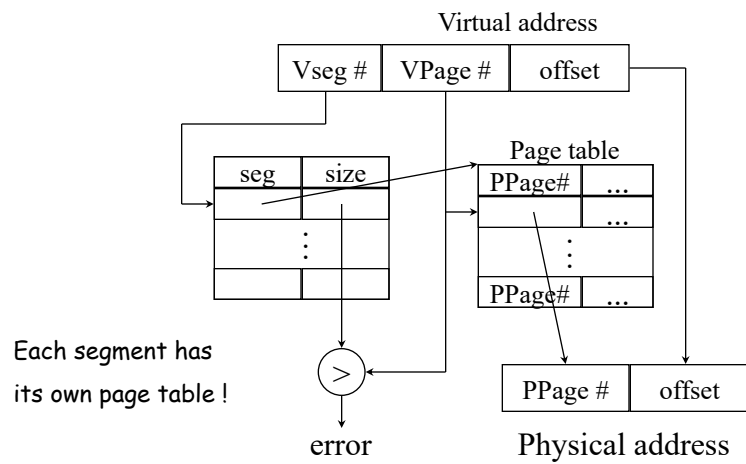 Virtual address
Vseg # VPage # offset
Page table
seg size
PPage# ...
...
⋮ ⋮
PPage# ...
Each segment has
its own page table !
>
PPage # offset
error
Physical address